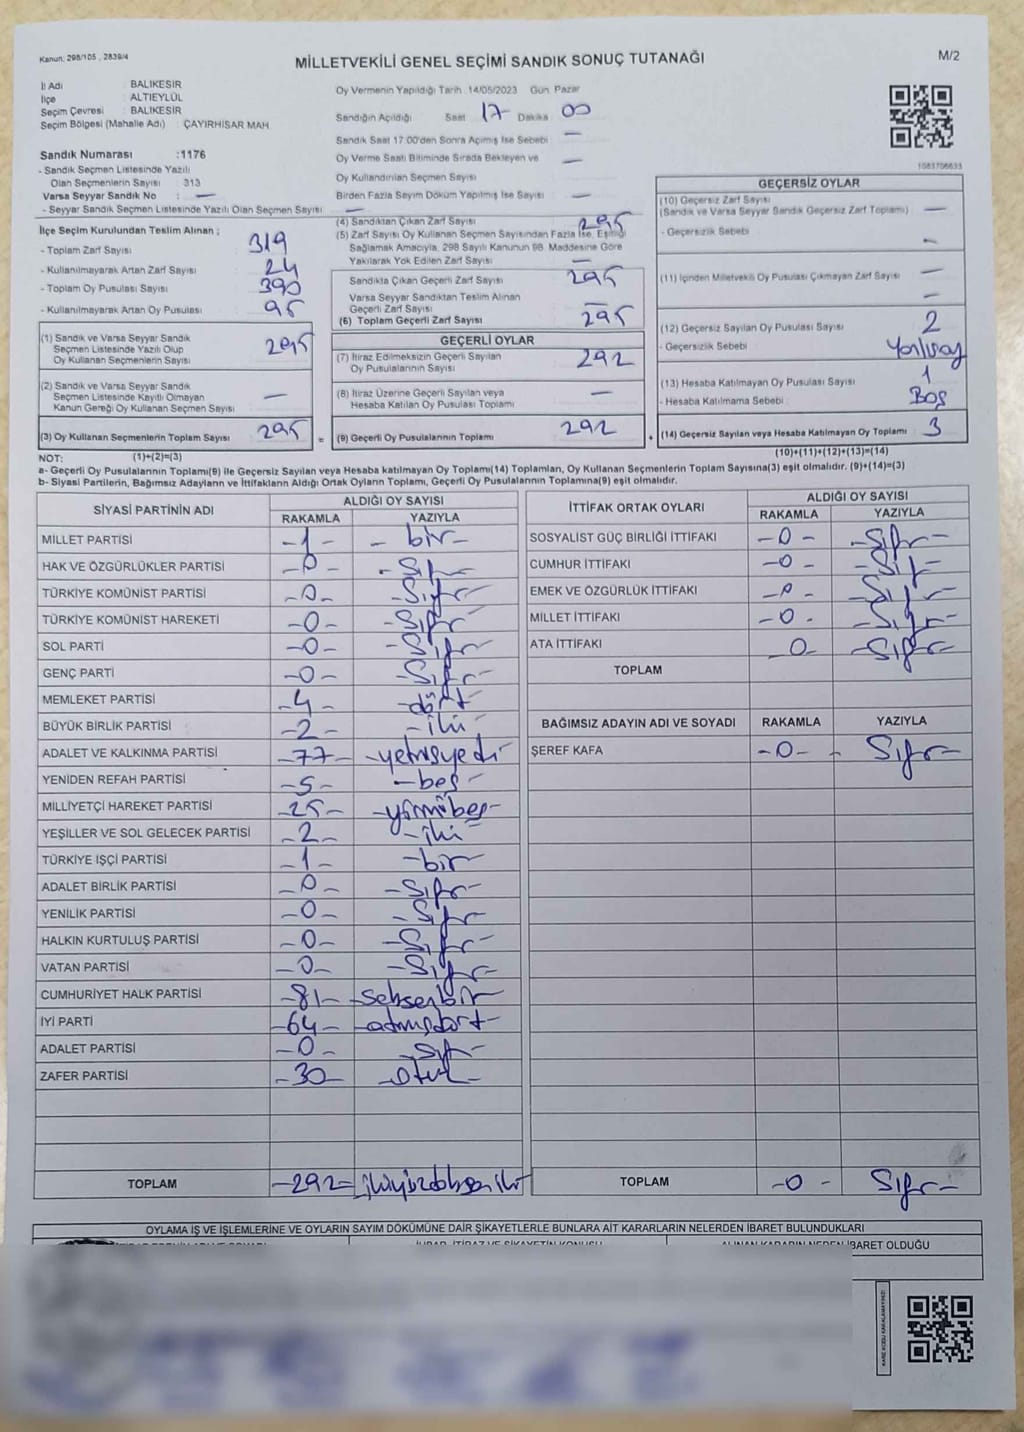 Kanun: 298/105 , 2839/4
MİLLETVEKİLİ GENEL SEÇİMİ SANDIK SONUÇ TUTANAĞI
M/2
İl Adı : BALIKESİR
İlçe : ALTIEYLÜL
Seçim Çevresi : BALIKESİR
Seçim Bölgesi (Mahalle Adı) : ÇAYIRHİSAR MAH.
Sandık Numarası :1176
- Sandık Seçmen Listesinde Yazılı
Olan Seçmenlerin Sayısı : 313
Varsa Seyyar Sandık No : —
- Seyyar Sandık Seçmen Listesinde Yazılı Olan Seçmen Sayısı : —
Oy Vermenin Yapıldığı Tarih :14/05/2023 Gün: Pazar
Sandığın Açıldığı Saat 17 Dakika 00
Sandık Saat 17:00'den Sonra Açımış İse Sebebi —
Oy Verme Saati Bitiminde Sırada Bekleyen ve
Oy Kullandırılan Seçmen Sayısı —
Birden Fazla Sayım Döküm Yapılmış İse Sayısı —
1083706633
İlçe Seçim Kurulundan Teslim Alınan ;
- Toplam Zarf Sayısı 319
- Kullanılmayarak Artan Zarf Sayısı 24
- Toplam Oy Pusulası Sayısı 390
- Kullanılmayarak Artan Oy Pusulası 95
(4) Sandıktan Çıkan Zarf Sayısı 295
(5) Zarf Sayısı Oy Kullanan Seçmen Sayısından Fazla İse, Eşitliği
Sağlamak Amacıyla, 298 Sayılı Kanunun 98. Maddesine Göre
Yakılarak Yok Edilen Zarf Sayısı —
Sandıkta Çıkan Geçerli Zarf Sayısı 295
Varsa Seyyar Sandıktan Teslim Alınan
Geçerli Zarf Sayısı —
(6) Toplam Geçerli Zarf Sayısı 295
GEÇERSİZ OYLAR
(10) Geçersiz Zarf Sayısı
(Sandık ve Varsa Seyyar Sandık Geçersiz Zarf Toplamı) —
- Geçersizlik Sebebi —
(11) İçinden Milletvekili Oy Pusulası Çıkmayan Zarf Sayısı —
—
(12) Geçersiz Sayılan Oy Pusulası Sayısı 2
- Geçersizlik Sebebi
(13) Hesaba Katılmayan Oy Pusulası Sayısı 1
- Hesaba Katılmama Sebebi Boş
(14) Geçersiz Sayılan veya Hesaba Katılmayan Oy Toplamı 3
(10)+(11)+(12)+(13)=(14)
(1) Sandık ve Varsa Seyyar Sandık
Seçmen Listesinde Yazılı Olup
Oy Kullanan Seçmenlerin Sayısı 295
(2) Sandık ve Varsa Seyyar Sandık
Seçmen Listesinde Kayıtlı Olmayan
Kanun Gereği Oy Kullanan Seçmen Sayısı —
(3) Oy Kullanan Seçmenlerin Toplam Sayısı 295 =
GEÇERLİ OYLAR
(7) İtiraz Edilmeksizin Geçerli Sayılan
Oy Pusulalarının Sayısı 292
(8) İtiraz Üzerine Geçerli Sayılan veya
Hesaba Katılan Oy Pusulası Toplamı —
(9) Geçerli Oy Pusulalarının Toplamı 292 +
NOT: (1)+(2)=(3)
a- Geçerli Oy Pusulalarının Toplamı(9) ile Geçersiz Sayılan veya Hesaba katılmayan Oy Toplamı(14) Toplamları, Oy Kullanan Seçmenlerin Toplam Sayısına(3) eşit olmalıdır. (9)+(14)=(3)
b- Siyasi Partilerin, Bağımsız Adayların ve İttifakların Aldığı Ortak Oyların Toplamı, Geçerli Oy Pusulalarının Toplamına(9) eşit olmalıdır.
SİYASİ PARTİNİN ADI ALDIĞI OY SAYISI
RAKAMLA YAZIYLA
MİLLET PARTİSİ -1- -bir-
HAK VE ÖZGÜRLÜKLER PARTİSİ -0- -Sıfır-
TÜRKİYE KOMÜNİST PARTİSİ -0- -Sıfır-
TÜRKİYE KOMÜNİST HAREKETİ -0- -Sıfır-
SOL PARTİ -0- -Sıfır-
GENÇ PARTİ -0- -Sıfır-
MEMLEKET PARTİSİ -4- -dört-
BÜYÜK BİRLİK PARTİSİ -2- -iki-
ADALET VE KALKINMA PARTİSİ -77- -yetmişyedi-
YENİDEN REFAH PARTİSİ -5- -beş-
MİLLİYETÇİ HAREKET PARTİSİ -25- -yirmibeş-
YEŞİLLER VE SOL GELECEK PARTİSİ -2- -iki-
TÜRKİYE İŞÇİ PARTİSİ -1- -bir-
ADALET BİRLİK PARTİSİ -0- -Sıfır-
YENİLİK PARTİSİ -0- -Sıfır-
HALKIN KURTULUŞ PARTİSİ -0- -Sıfır-
VATAN PARTİSİ -0- -Sıfır-
CUMHURİYET HALK PARTİSİ -81- -seksenbir-
İYİ PARTİ -64- -atmışdört-
ADALET PARTİSİ -0- -Sıfır-
ZAFER PARTİSİ -30- -otuz-
TOPLAM -292- ikiyüzdoksaniki
İTTİFAK ORTAK OYLARI ALDIĞI OY SAYISI
RAKAMLA YAZIYLA
SOSYALİST GÜÇ BİRLİĞİ İTTİFAKI -0- -Sıfır-
CUMHUR İTTİFAKI -0- -Sıfır-
EMEK VE ÖZGÜRLÜK İTTİFAKI -0- -Sıfır-
MİLLET İTTİFAKI -0- -Sıfır-
ATA İTTİFAKI -0- -Sıfır-
TOPLAM
BAĞIMSIZ ADAYIN ADI VE SOYADI RAKAMLA YAZIYLA
ŞEREF KAFA -0- -Sıfır-
TOPLAM -0- Sıfır-
OYLAMA İŞ VE İŞLEMLERİNE VE OYLARIN SAYIM DÖKÜMÜNE DAİR ŞİKAYETLERLE BUNLARA AİT KARARLARIN NELERDEN İBARET BULUNDUKLARI
İHBAR, İTİRAZ VE ŞİKAYETİN KONUSU
ALINAN KARARIN NEDEN İBARET OLDUĞU
KARE KODU KARALAMAYINIZ!